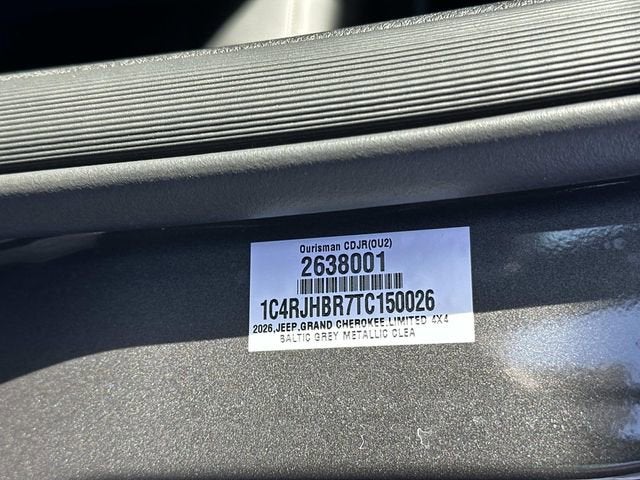 Ourisman CDJR(OU2)
2638001
1C4RJHBR7TC150026
2026,JEEP,GRAND CHEROKEE,LIMITED 4X4
BALTIC GREY METALLIC CLEA